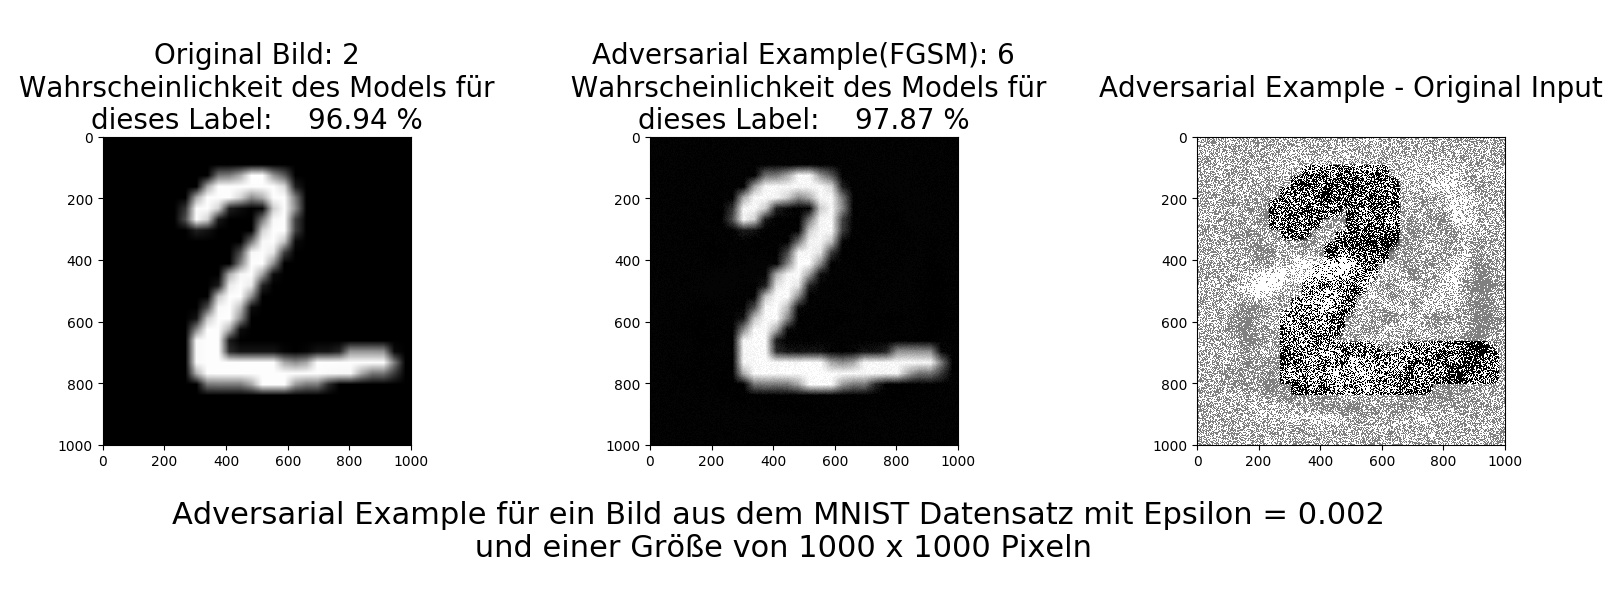 Original Bild: 2
Wahrscheinlichkeit des Models für
dieses Label: 96.94 %
0
200
400
600
800
1000
0 200 400 600 800 1000
Adversarial Example(FGSM): 6
Wahrscheinlichkeit des Models für
dieses Label: 97.87 %
0
200
400
600
800
1000
0 200 400 600 800 1000
Adversarial Example - Original Input
0
200
400
600
800
1000
0 200 400 600 800 1000
2
2
Adversarial Example für ein Bild aus dem MNIST Datensatz mit Epsilon = 0.002
und einer Größe von 1000 x 1000 Pixeln